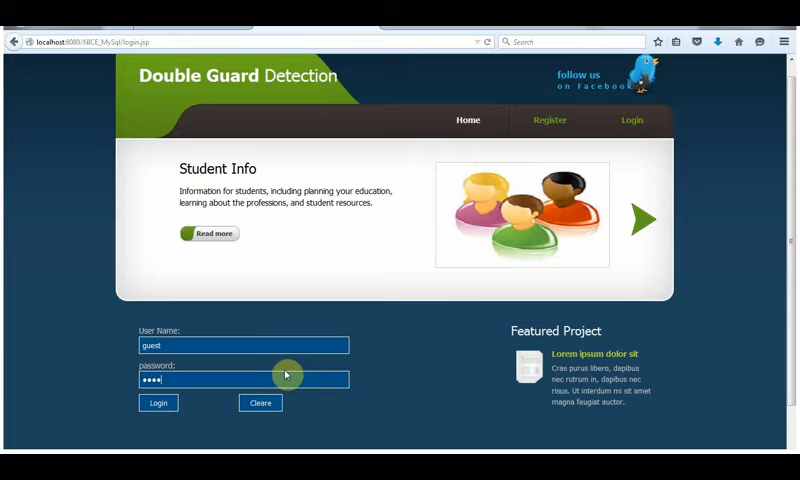 localhost:8080/NICE_MySql/login.jsp
Search
Double Guard Detection
follow us
on Facebook
Home
Register
Login
Student Info
Information for students, including planning your education,
learning about the professions, and student resources.
Read more
User Name:
guest
password:
Login
Cleare
Featured Project
Lorem ipsum dolor sit
Cras purus libero, dapibus
nec rutrum in, dapibus nec
risus. Ut interdum mi sit amet
magna feugiat auctor.